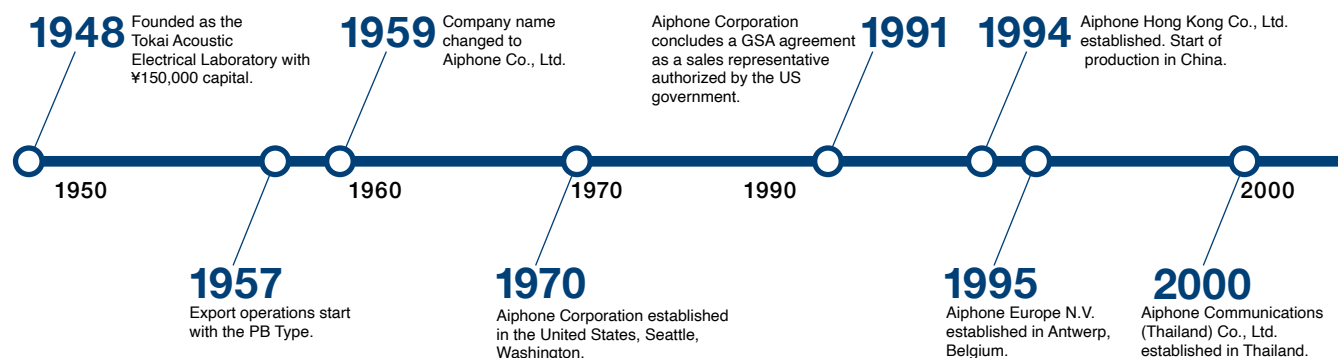 1948
Founded as the
Tokai Acoustic
Electrical Laboratory with
¥150,000 capital.
1959
Company name
changed to
Aiphone Co., Ltd.
Aiphone Corporation
concludes a GSA agreement
as a sales representative
authorized by the US
government.
1991
1994
Aiphone Hong Kong Co., Ltd.
established. Start of
production in China.
1950
1960
1970
1990
2000
1957
Export operations start
with the PB Type.
1970
Aiphone Corporation established
in the United States, Seattle,
Washington.
1995
Aiphone Europe N.V.
established in Antwerp,
Belgium.
2000
Aiphone Communications
(Thailand) Co., Ltd.
established in Thailand.